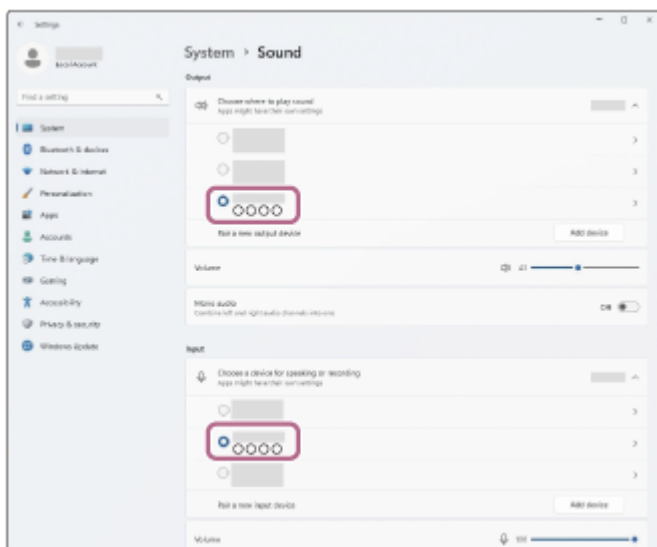 Settings
System > Sound
Local Account
Output
Find a setting
Choose where to play sound
Apps might have their own settings
System
Bluetooth & devices
Network & internet
Personalization
Apps
Pair a new output device
Add device
Accounts
Time & language
Volume
Gaming
Accessibility
Mono audio
Off
Combine left and right audio channels into one
Privacy & security
Windows Update
Input
Choose a device for speaking or recording
Apps might have their own settings
Pair a new input device
Add device
Volume
100